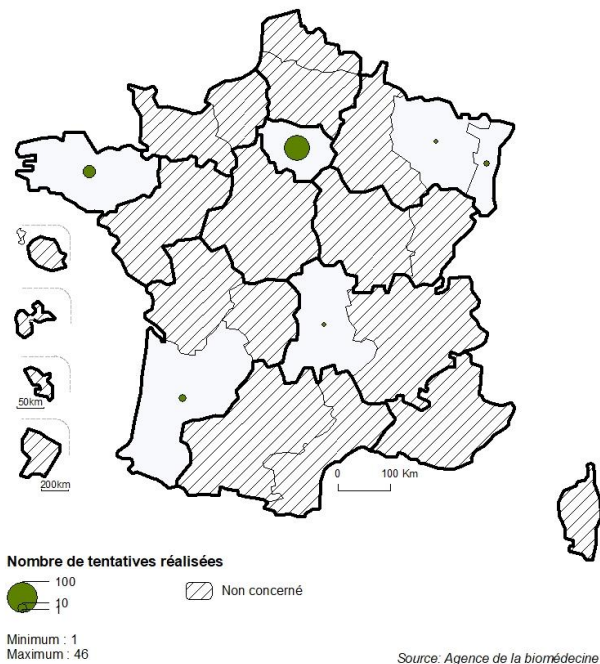 50km
200km
0 100 Km
Nombre de tentatives réalisées
100
10
1
Non concerné
Minimum : 1
Maximum : 46
Source: Agence de la biomédecine